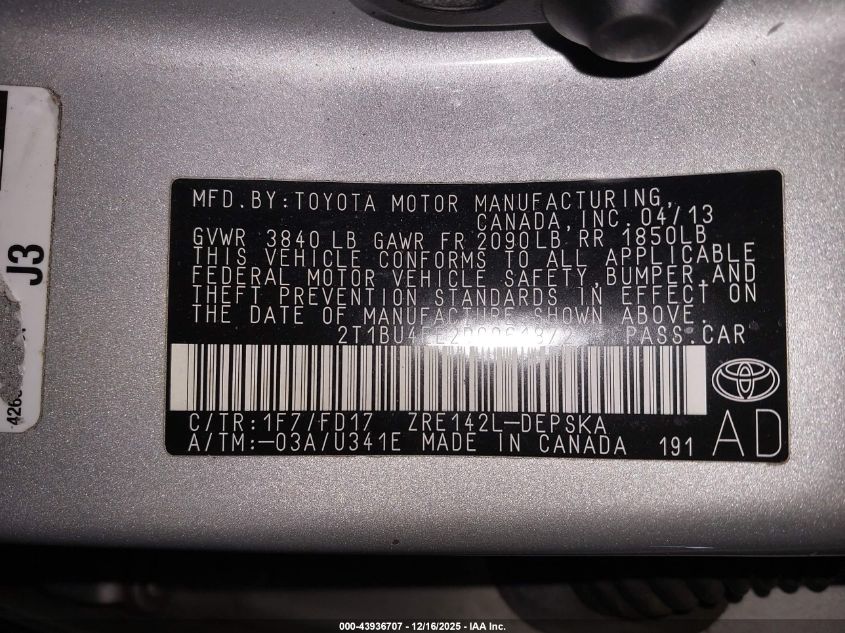 MFD.BY:TOYOTA MOTOR MANUFACTURING,
CANADA,INC. 04/13
GVWR 3840 LB GAWR FR 2090LB RR 1850LB
THIS VEHICLE CONFORMS TO ALL APPLICABLE
FEDERAL MOTOR VEHICLE SAFETY,BUMPER,AND
THEFT PREVENTION STANDARDS IN EFFECT ON
THE DATE OF MANUFACTURE SHOWN ABOVE.
PASS.CAR
C/TR:1F7/FD17 ZRE142L-DEPSKA
A/TM:-03A/U341E MADE IN CANADA 191
AD
J3
000-43936707 - 12/16/2025 - IAA Inc.